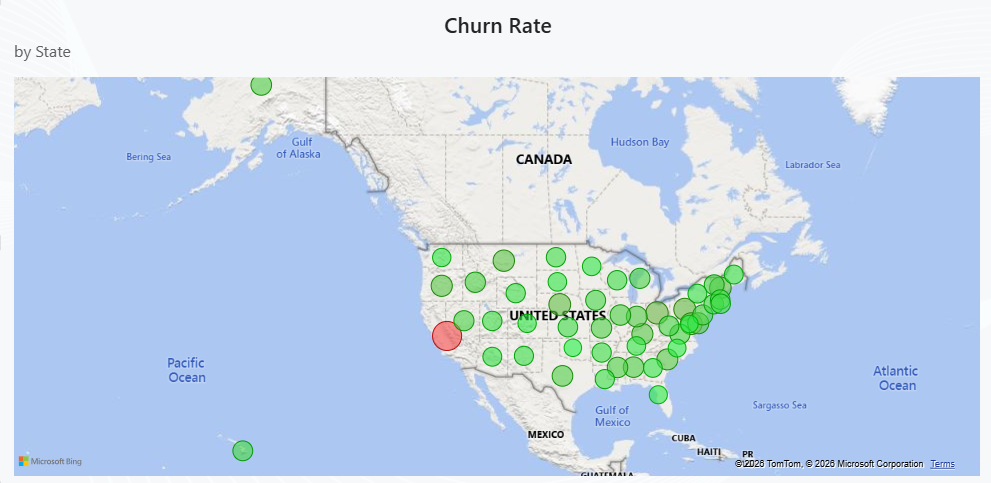 Churn Rate
by State
Bering Sea
Gulf
of Alaska
CANADA
Hudson Bay
Labrador Sea
UNITED STATES
Pacific
Ocean
Atlantic
Ocean
Gulf of
Mexico
Sargasso Sea
MEXICO
CUBA
HAITI
PR
GUATEMALA
Microsoft Bing
© 2026 TomTom, © 2026 Microsoft Corporation Terms